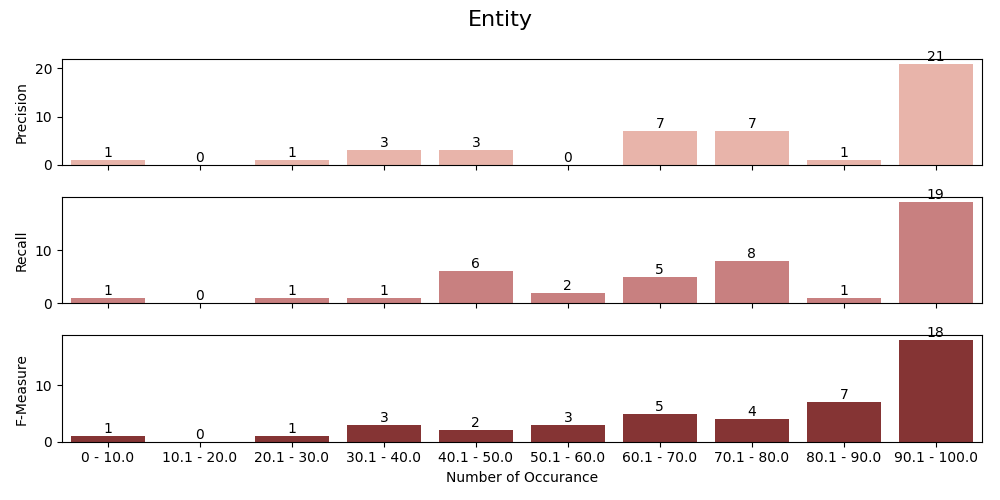 Entity
Precision
20
10
0
1 0 1 3 3 0 7 7 1 21
Recall
10
0
1 0 1 1 6 2 5 8 1 19
F-Measure
10
0
1 0 1 3 2 3 5 4 7 18
0 - 10.0 10.1 - 20.0 20.1 - 30.0 30.1 - 40.0 40.1 - 50.0 50.1 - 60.0 60.1 - 70.0 70.1 - 80.0 80.1 - 90.0 90.1 - 100.0
Number of Occurance